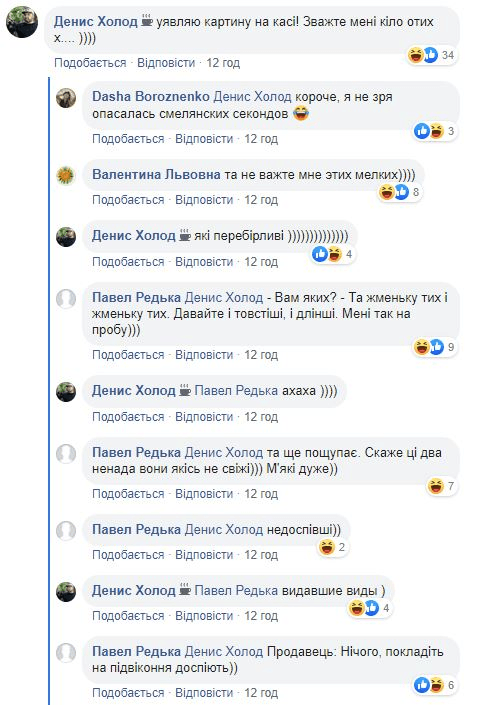 Денис Холод ☕ уявляю картину на касі! Зважте мені кіло отих
х.... ))))
34
Подобається · Відповісти · 12 год
Dasha Boroznenko Денис Холод короче, я не зря
опасалась смелянских секондов 😂
3
Подобається · Відповісти · 12 год
Валентина Львовна та не важте мне этих мелких))))
8
Подобається · Відповісти · 12 год
Денис Холод ☕ які перебірливі ))))))))))))))
4
Подобається · Відповісти · 12 год
Павел Редька Денис Холод - Вам яких? - Та жменьку тих і
жменьку тих. Давайте і товстіші, і длінші. Мені так на
пробу)))
9
Подобається · Відповісти · 12 год
Денис Холод ☕ Павел Редька ахаха ))))
Подобається · Відповісти · 12 год
Павел Редька Денис Холод та ще пощупає. Скаже ці два
ненада вони якісь не свіжі))) М'які дуже))
7
Подобається · Відповісти · 12 год
Павел Редька Денис Холод недоспівші))
2
Подобається · Відповісти · 12 год
Денис Холод ☕ Павел Редька видавшие виды )
4
Подобається · Відповісти · 12 год
Павел Редька Денис Холод Продавець: Нічого, покладіть
на підвіконня доспіють))
6
Подобається · Відповісти · 12 год